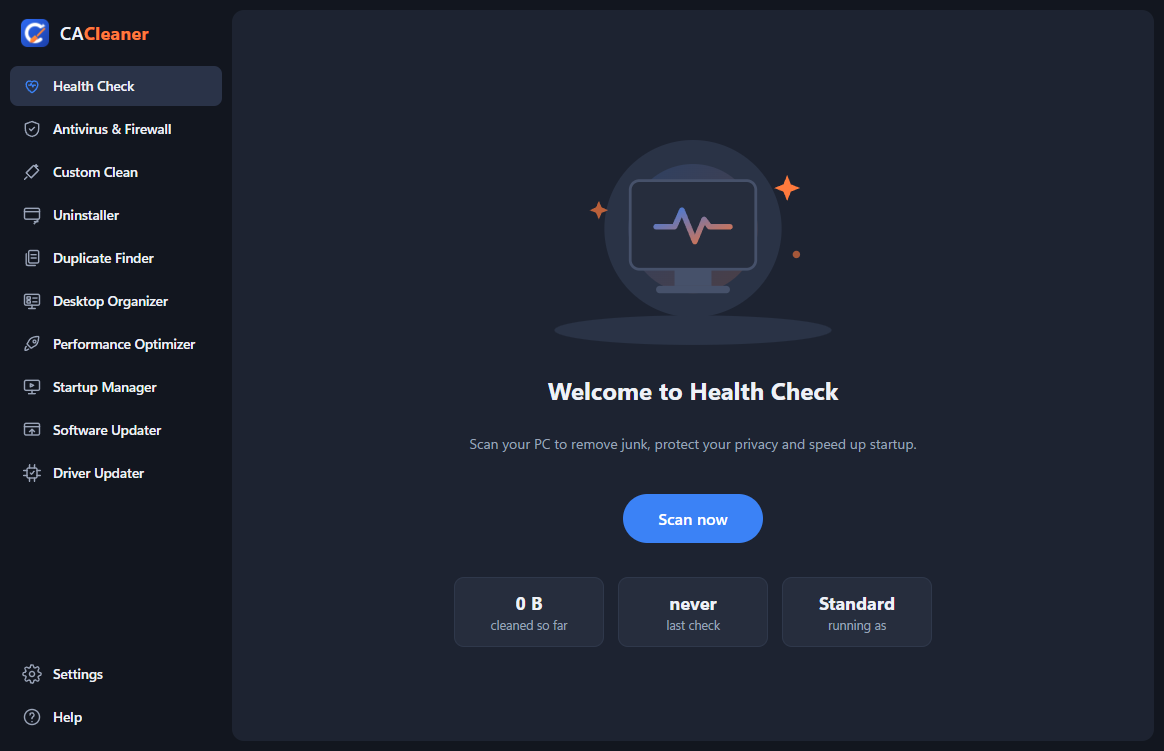 CACleaner
Health Check
Antivirus & Firewall
Custom Clean
Uninstaller
Duplicate Finder
Desktop Organizer
Performance Optimizer
Startup Manager
Software Updater
Driver Updater
Settings
Help
Welcome to Health Check
Scan your PC to remove junk, protect your privacy and speed up startup.
Scan now
0 B
cleaned so far
never
last check
Standard
running as